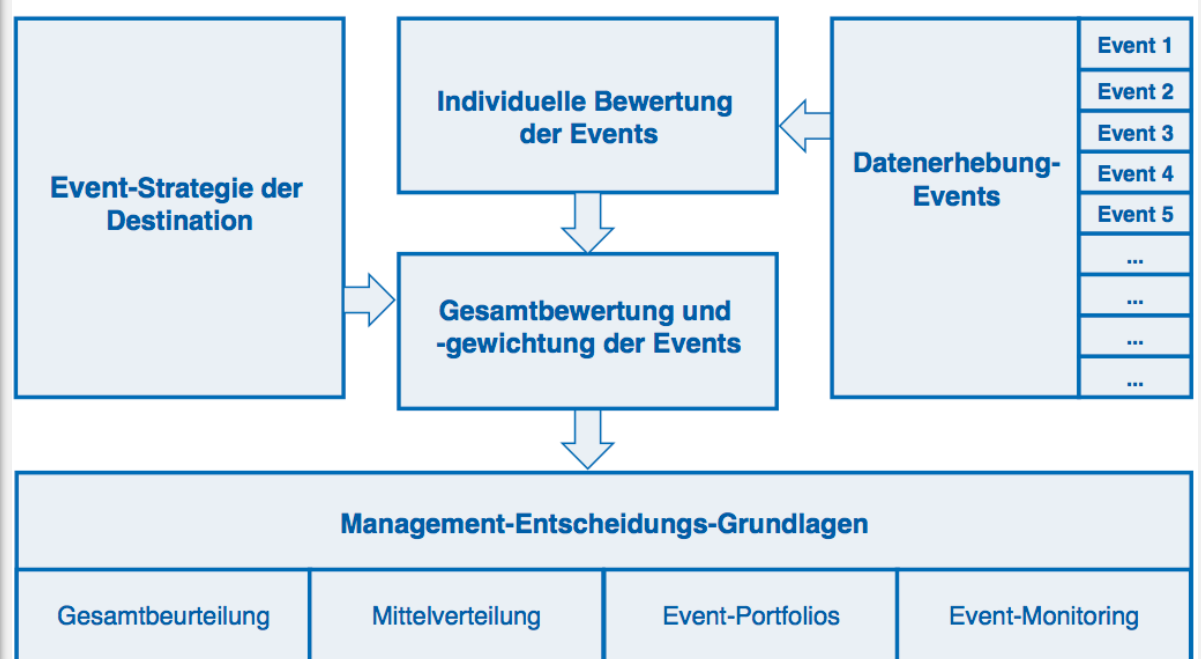 Event-Strategie der
Destination
Individuelle Bewertung
der Events
Gesamtbewertung und
-gewichtung der Events
Datenerhebung-
Events
Event 1
Event 2
Event 3
Event 4
Event 5
...
...
...
...
Management-Entscheidungs-Grundlagen
Gesamtbeurteilung
Mittelverteilung
Event-Portfolios
Event-Monitoring